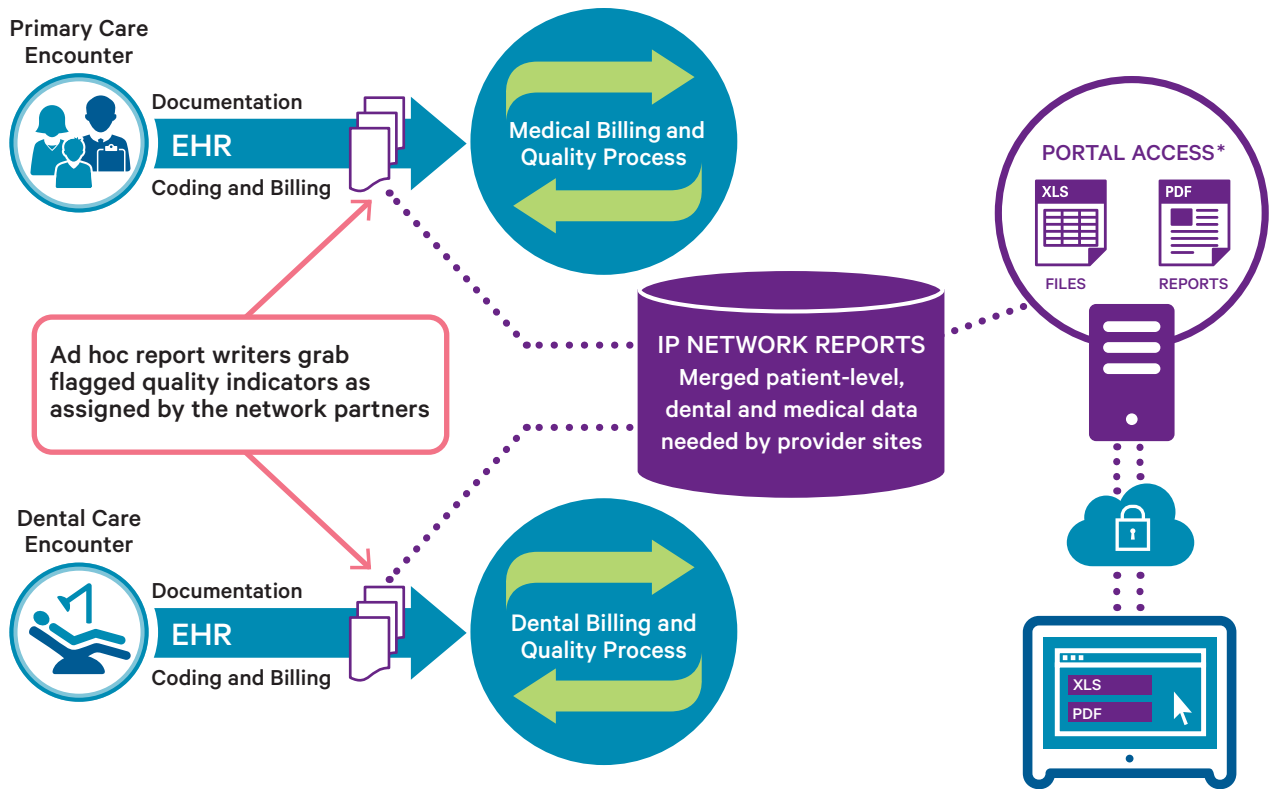 Primary Care
Encounter
Documentation
EHR
Coding and Billing
Medical Billing and
Quality Process
Ad hoc report writers grab
flagged quality indicators as
assigned by the network partners
Dental Care
Encounter
Documentation
EHR
Coding and Billing
Dental Billing and
Quality Process
IP NETWORK REPORTS
Merged patient-level,
dental and medical data
needed by provider sites
PORTAL ACCESS*
XLS
FILES
PDF
REPORTS
XLS
PDF